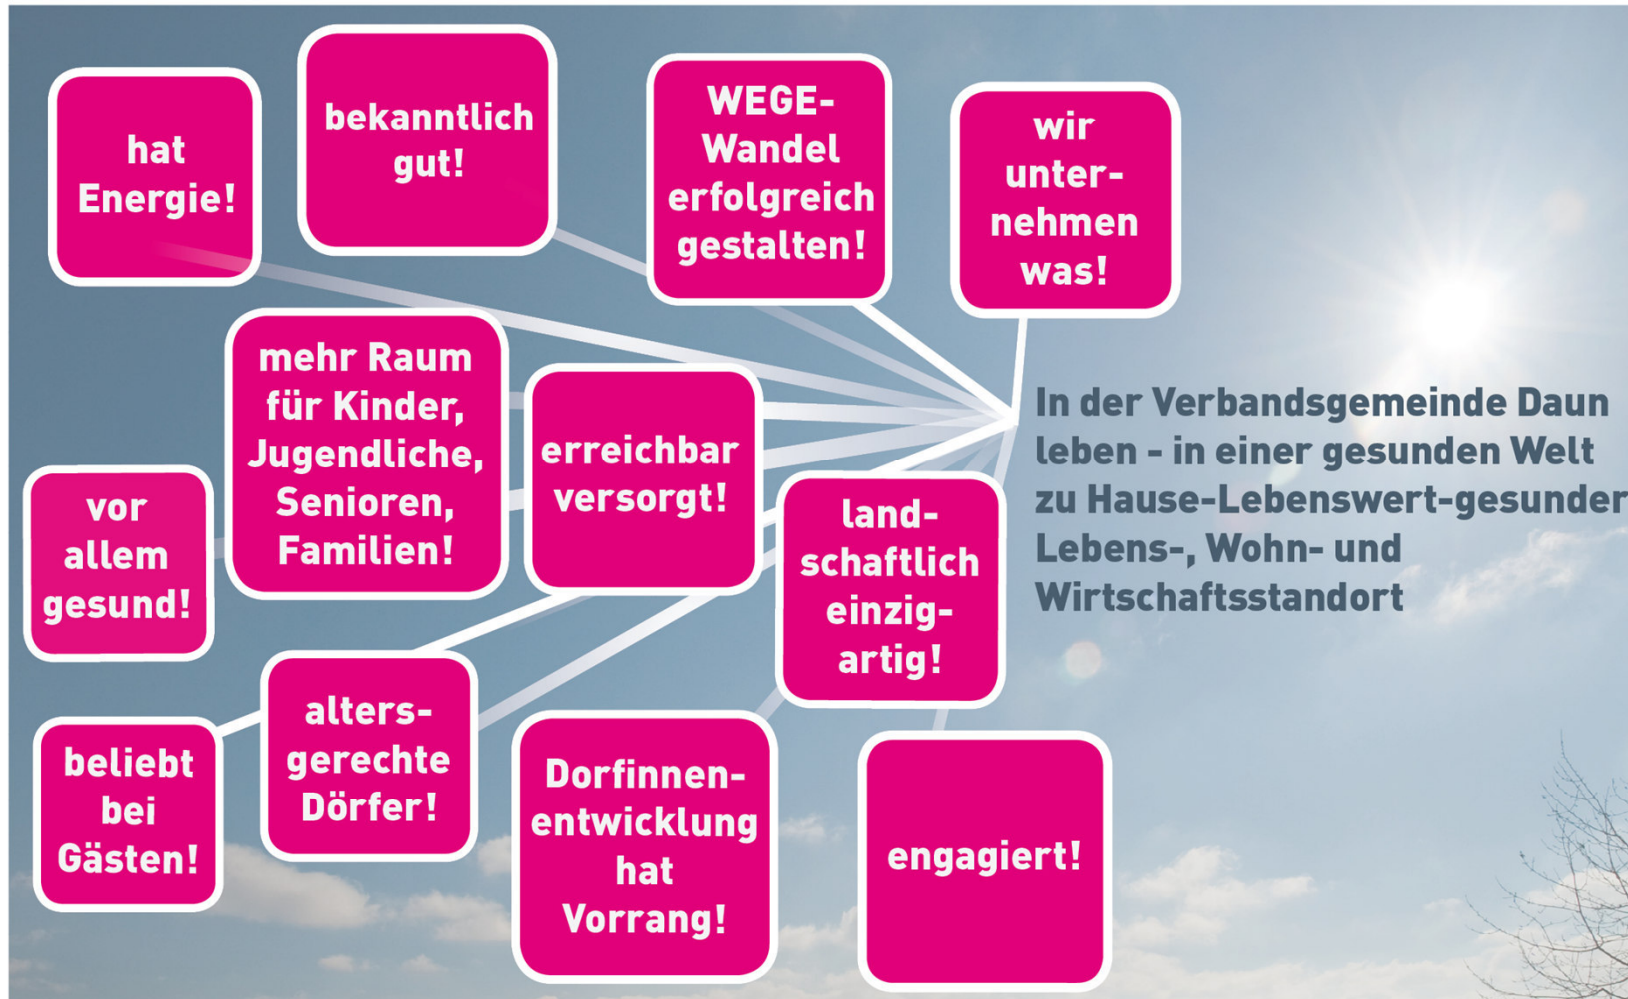 hat
Energie!
bekanntlich
gut!
WEGE-
Wandel
erfolgreich
gestalten!
wir
unter-
nehmen
was!
mehr Raum
für Kinder,
Jugendliche,
Senioren,
Familien!
erreichbar
versorgt!
In der Verbandsgemeinde Daun
leben - in einer gesunden Welt
zu Hause-Lebenswert-gesunder
Lebens-, Wohn- und
Wirtschaftsstandort
vor
allem
gesund!
land-
schaftlich
einzig-
artig!
beliebt
bei
Gästen!
alters-
gerechte
Dörfer!
Dorfinnen-
entwicklung
hat
Vorrang!
engagiert!